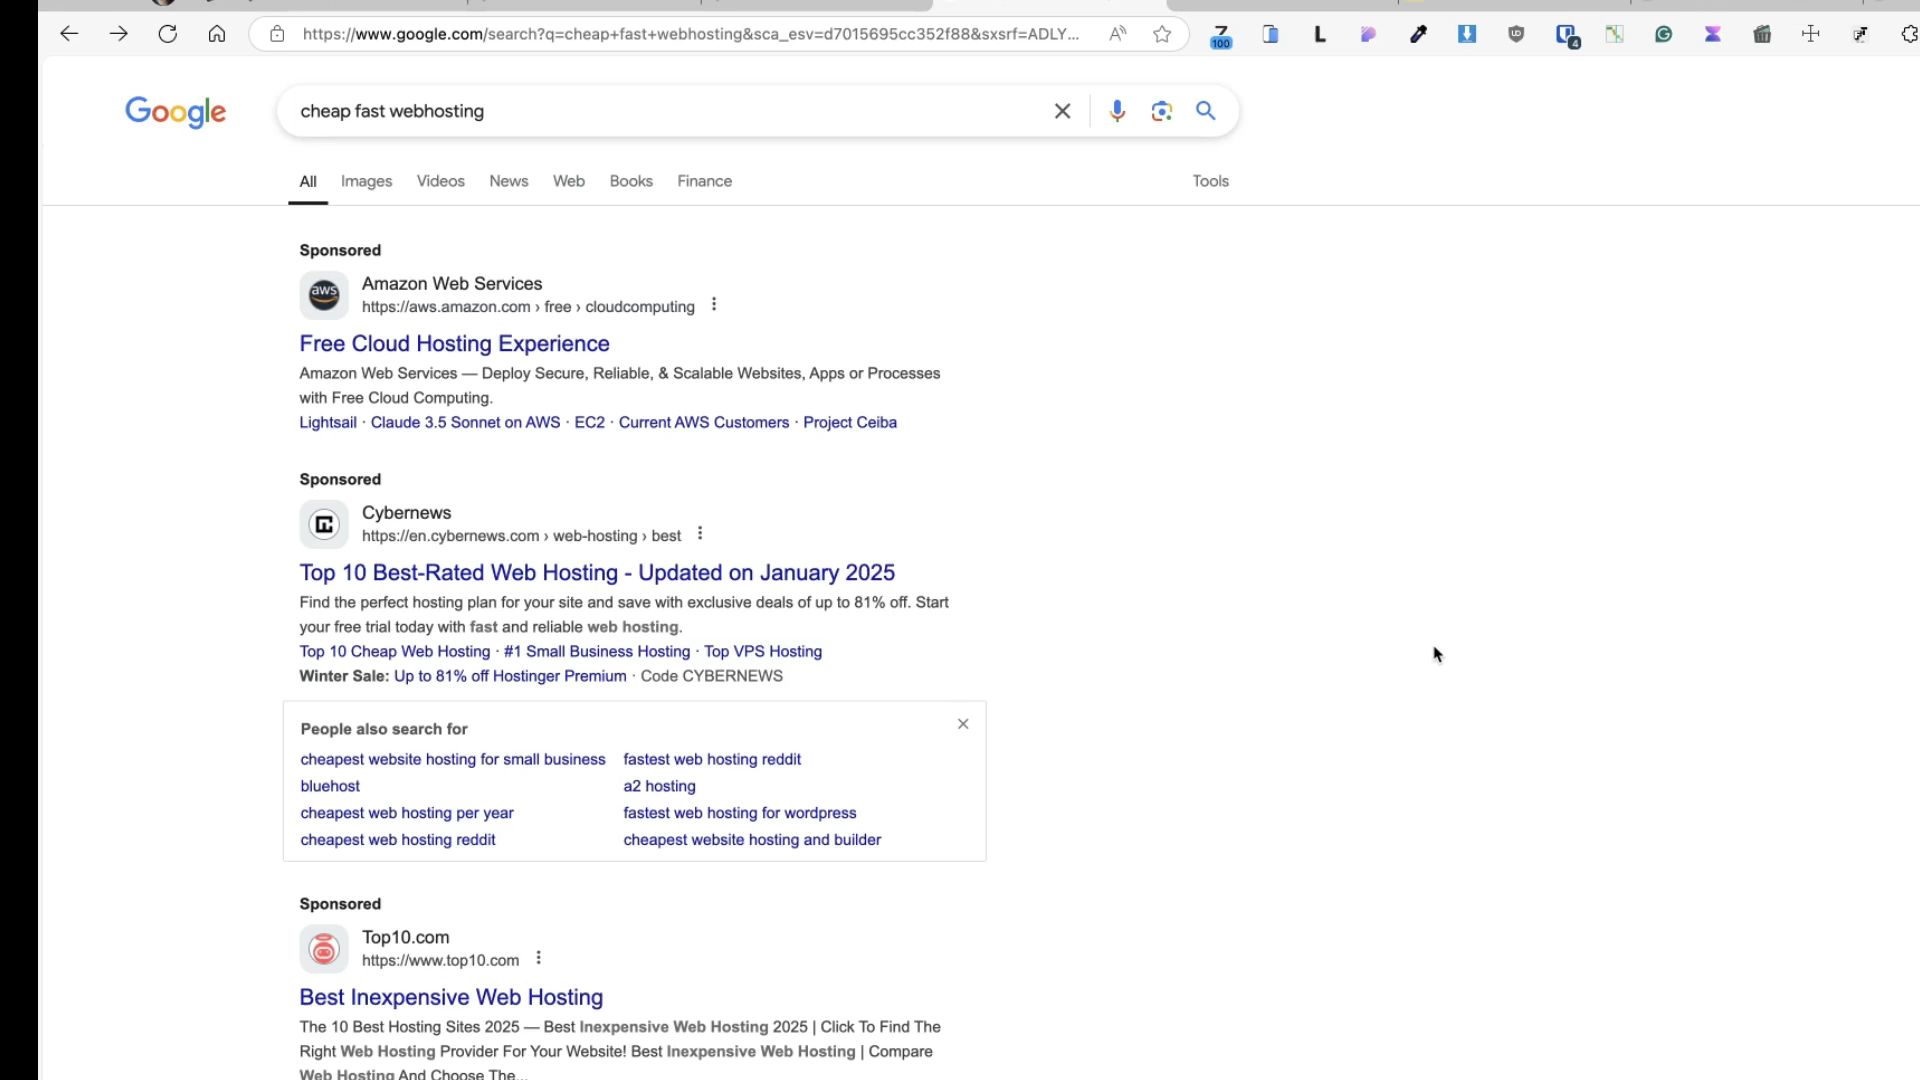 https://www.google.com/search?q=cheap+fast+webhosting&sca_esv=d7015695cc352f88&sxsrf=ADLY...
100
4
Google
cheap fast webhosting
All
Images
Videos
News
Web
Books
Finance
Tools
Sponsored
aws
Amazon Web Services
https://aws.amazon.com › free › cloudcomputing
Free Cloud Hosting Experience
Amazon Web Services — Deploy Secure, Reliable, & Scalable Websites, Apps or Processes
with Free Cloud Computing.
Lightsail · Claude 3.5 Sonnet on AWS · EC2 · Current AWS Customers · Project Ceiba
Sponsored
Cybernews
https://en.cybernews.com › web-hosting › best
Top 10 Best-Rated Web Hosting - Updated on January 2025
Find the perfect hosting plan for your site and save with exclusive deals of up to 81% off. Start
your free trial today with fast and reliable web hosting.
Top 10 Cheap Web Hosting · #1 Small Business Hosting · Top VPS Hosting
Winter Sale: Up to 81% off Hostinger Premium · Code CYBERNEWS
People also search for
cheapest website hosting for small business
fastest web hosting reddit
bluehost
a2 hosting
cheapest web hosting per year
fastest web hosting for wordpress
cheapest web hosting reddit
cheapest website hosting and builder
Sponsored
Top10.com
https://www.top10.com
Best Inexpensive Web Hosting
The 10 Best Hosting Sites 2025 — Best Inexpensive Web Hosting 2025 | Click To Find The
Right Web Hosting Provider For Your Website! Best Inexpensive Web Hosting | Compare
Web Hosting And Choose The...